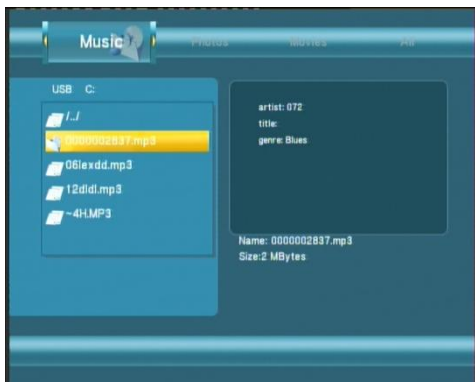 Music Photos Movies All
USB C:
/../
0000002837.mp3
06lexdd.mp3
12dldl.mp3
~4H.MP3
artist: 072
title:
genre: Blues
Name: 0000002837.mp3
Size:2 MBytes